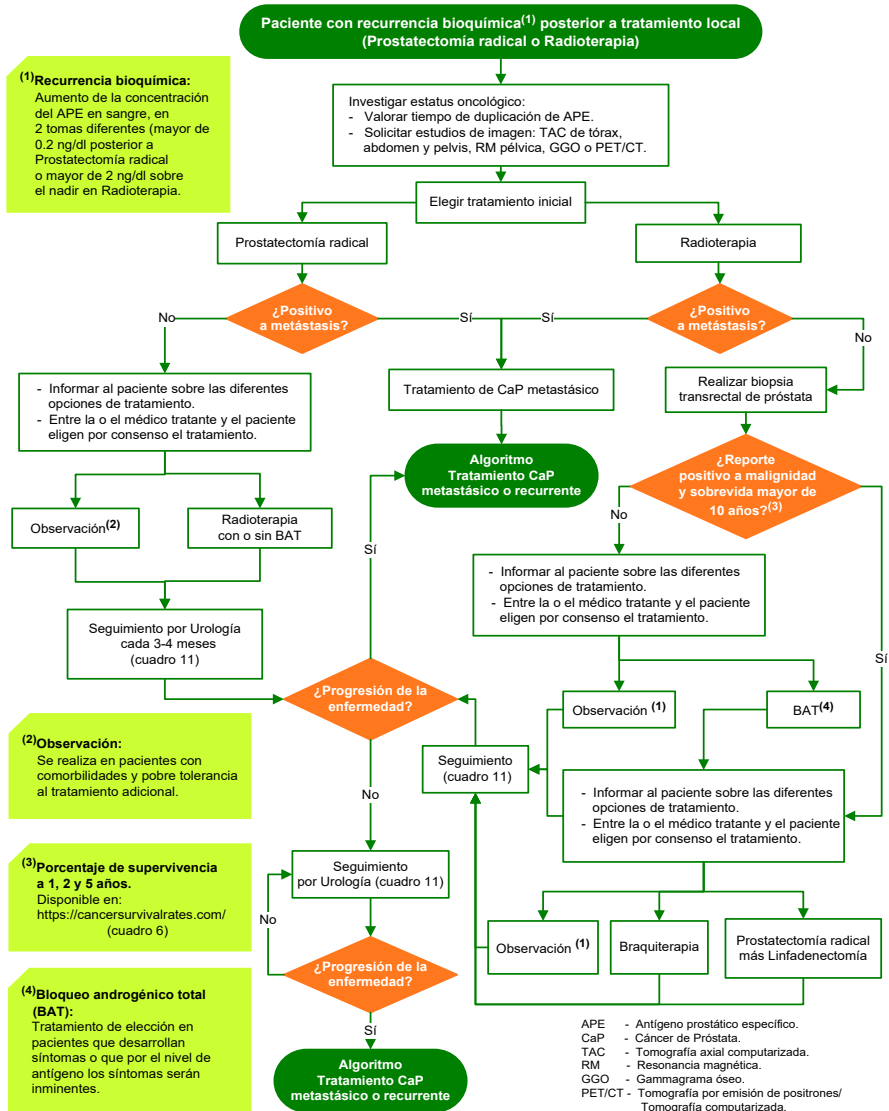 Paciente con recurrencia bioquímica(1) posterior a tratamiento local
(Prostatectomía radical o Radioterapia)
(1)Recurrencia bioquímica:
Aumento de la concentración
del APE en sangre, en
2 tomas diferentes (mayor de
0.2 ng/dl posterior a
Prostatectomía radical
o mayor de 2 ng/dl sobre
el nadir en Radioterapia.
Investigar estatus oncológico:
- Valorar tiempo de duplicación de APE.
- Solicitar estudios de imagen: TAC de tórax,
abdomen y pelvis, RM pélvica, GGO o PET/CT.
Elegir tratamiento inicial
Prostatectomía radical
Radioterapia
¿Positivo
a metástasis?
No
Sí
Sí
¿Positivo
a metástasis?
No
- Informar al paciente sobre las diferentes
opciones de tratamiento.
- Entre la o el médico tratante y el paciente
eligen por consenso el tratamiento.
Tratamiento de CaP metastásico
Realizar biopsia
transrectal de próstata
Algoritmo
Tratamiento CaP
metastásico o recurrente
¿Reporte
positivo a malignidad
y sobrevida mayor de
10 años?(3)
No
Sí
Observación(2)
Radioterapia
con o sin BAT
Sí
- Informar al paciente sobre las diferentes
opciones de tratamiento.
- Entre la o el médico tratante y el paciente
eligen por consenso el tratamiento.
Seguimiento por Urología
cada 3-4 meses
(cuadro 11)
¿Progresión de la
enfermedad?
Observación (1)
BAT(4)
(2)Observación:
Se realiza en pacientes con
comorbilidades y pobre tolerancia
al tratamiento adicional.
Seguimiento
(cuadro 11)
No
- Informar al paciente sobre las diferentes
opciones de tratamiento.
- Entre la o el médico tratante y el paciente
eligen por consenso el tratamiento.
(3)Porcentaje de supervivencia
a 1, 2 y 5 años.
Disponible en:
https://cancersurvivalrates.com/
(cuadro 6)
Seguimiento
por Urología (cuadro 11)
No
Observación (1)
Braquiterapia
Prostatectomía radical
más Linfadenectomía
¿Progresión de la
enfermedad?
Sí
(4)Bloqueo androgénico total
(BAT):
Tratamiento de elección en
pacientes que desarrollan
síntomas o que por el nivel de
antígeno los síntomas serán
inminentes.
Algoritmo
Tratamiento CaP
metastásico o recurrente
APE - Antígeno prostático específico.
CaP - Cáncer de Próstata.
TAC - Tomografía axial computarizada.
RM - Resonancia magnética.
GGO - Gammagrama óseo.
PET/CT - Tomografía por emisión de positrones/
Tomografía computarizada.